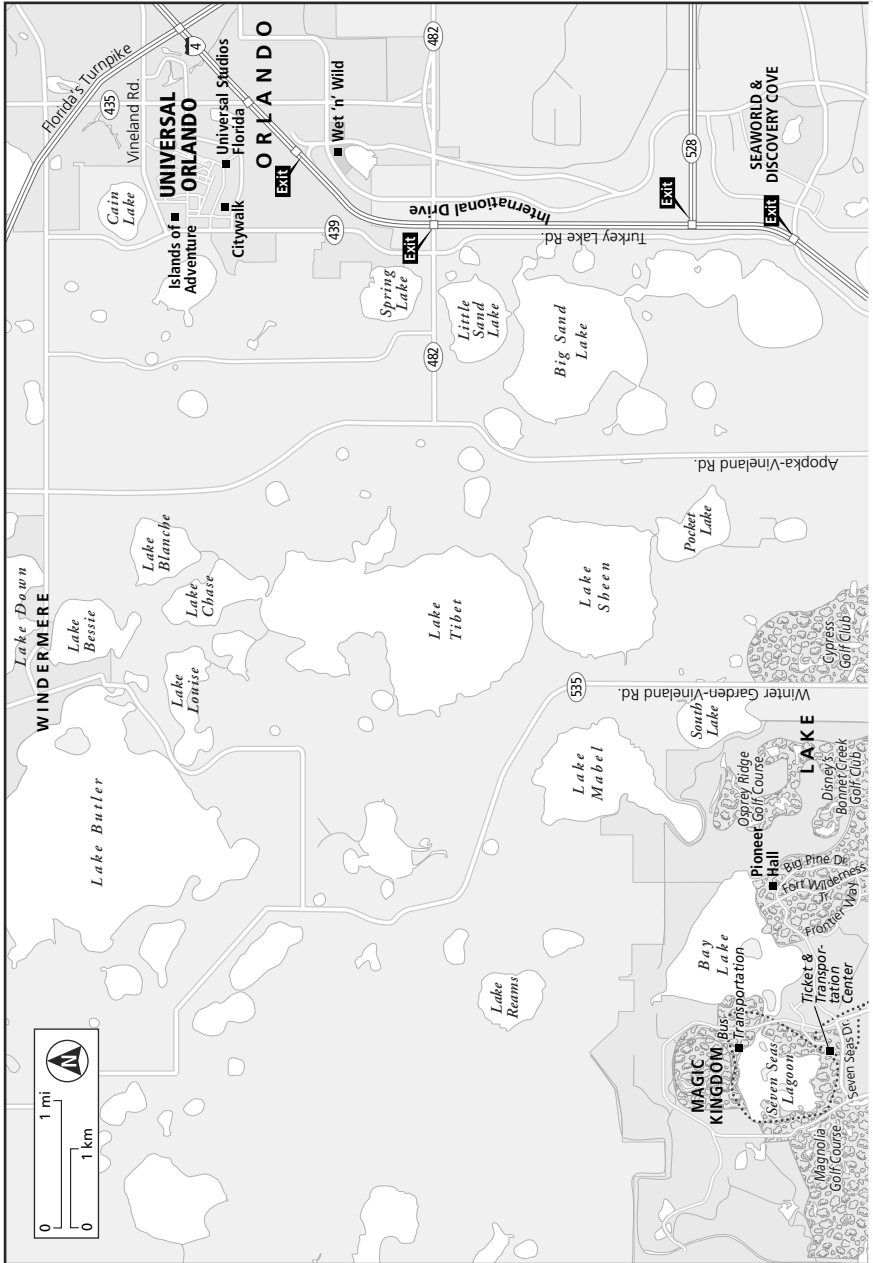 0
1 mi
0
1 km
N
Lake Butler
WINDERMERE
Lake Down
Lake
Bessie
Lake
Blanche
Lake
Chase
Lake
Louise
Cain
Lake
Vineland Rd.
435
Florida's Turnpike
4
UNIVERSAL
ORLANDO
Islands of
Adventure
Universal Studios
Florida
Citywalk
ORLANDO
Exit
Wet 'n' Wild
439
Spring
Lake
Exit
482
482
International Drive
Little
Sand
Lake
Big Sand
Lake
Turkey Lake Rd.
528
Exit
SEAWORLD &
DISCOVERY COVE
Exit
Apopka-Vineland Rd.
Lake
Tibet
Lake
Sheen
Pocket
Lake
535
Winter Garden-Vineland Rd.
South
Lake
Lake
Mabel
Lake
Reams
Cypress
Golf Club
LAKE
Osprey Ridge
Golf Course
Disney's
Bonnet Creek
Golf Club
Pioneer
Hall
Big Pine Dr.
Fort Wilderness
Tr.
Frontier Way
Bay
Lake
MAGIC
KINGDOM
Bus
Transportation
Seven Seas
Lagoon
Ticket &
Transpor-
tation
Center
Seven Seas Dr.
Magnolia
Golf Course